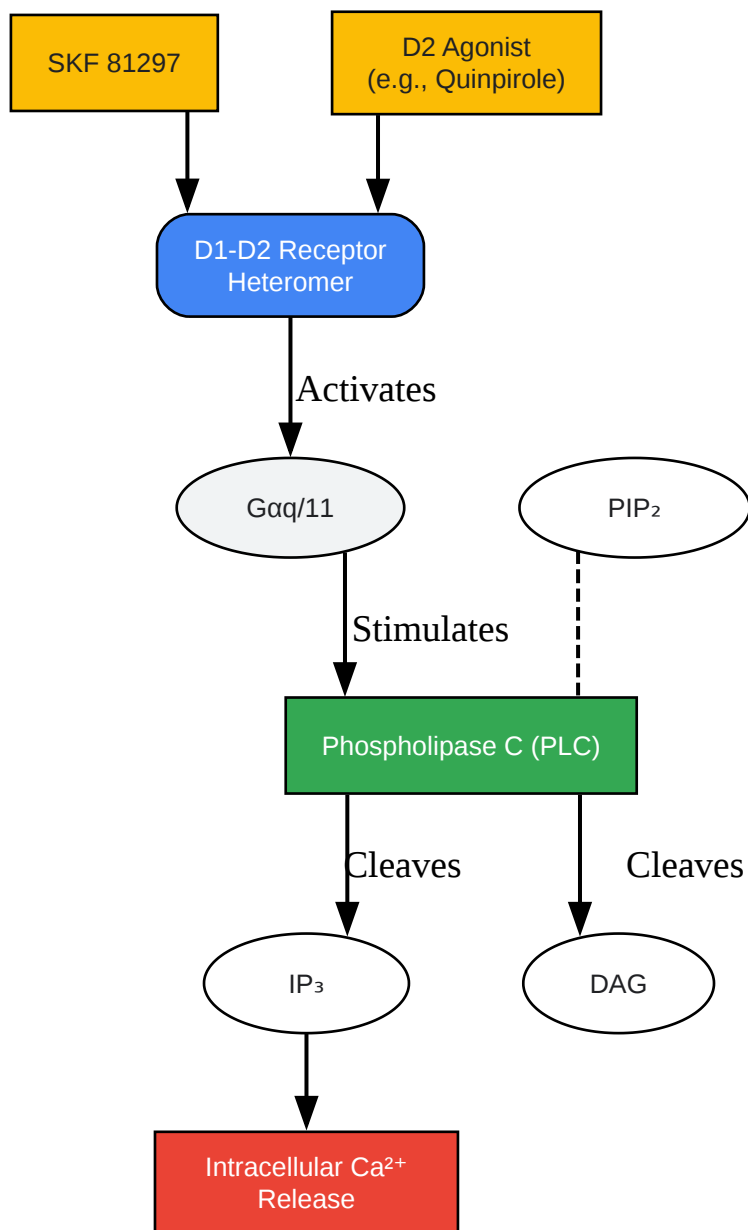 SKF 81297
D2 Agonist
(e.g., Quinpirole)
D1-D2 Receptor
Heteromer
Activates
Gαq/11
PIP₂
Stimulates
Phospholipase C (PLC)
Cleaves
Cleaves
IP₃
DAG
Intracellular Ca²⁺
Release